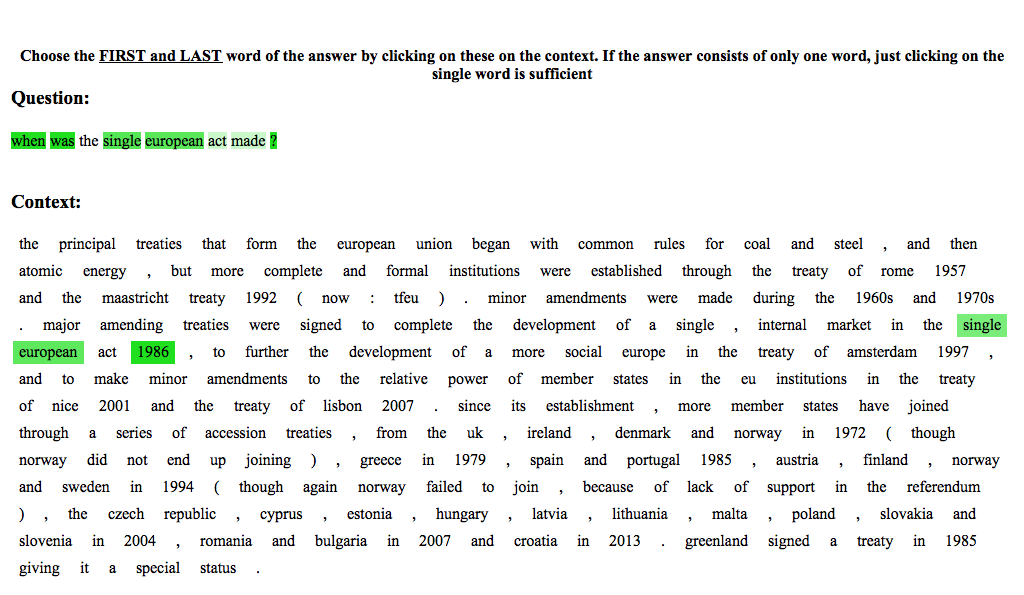 Choose the FIRST and LAST word of the answer by clicking on these on the context. If the answer consists of only one word, just clicking on the
single word is sufficient
Question:
when was the single european act made ?
Context:
the principal treaties that form the european union began with common rules for coal and steel , and then
atomic energy , but more complete and formal institutions were established through the treaty of rome 1957
and the maastricht treaty 1992 ( now : tfeu ) . minor amendments were made during the 1960s and 1970s
. major amending treaties were signed to complete the development of a single , internal market in the single
european act 1986 , to further the development of a more social europe in the treaty of amsterdam 1997 ,
and to make minor amendments to the relative power of member states in the eu institutions in the treaty
of nice 2001 and the treaty of lisbon 2007 . since its establishment , more member states have joined
through a series of accession treaties , from the uk , ireland , denmark and norway in 1972 ( though
norway did not end up joining ) , greece in 1979 , spain and portugal 1985 , austria , finland , norway
and sweden in 1994 ( though again norway failed to join , because of lack of support in the referendum
) , the czech republic , cyprus , estonia , hungary , latvia , lithuania , malta , poland , slovakia and
slovenia in 2004 , romania and bulgaria in 2007 and croatia in 2013 . greenland signed a treaty in 1985
giving it a special status .